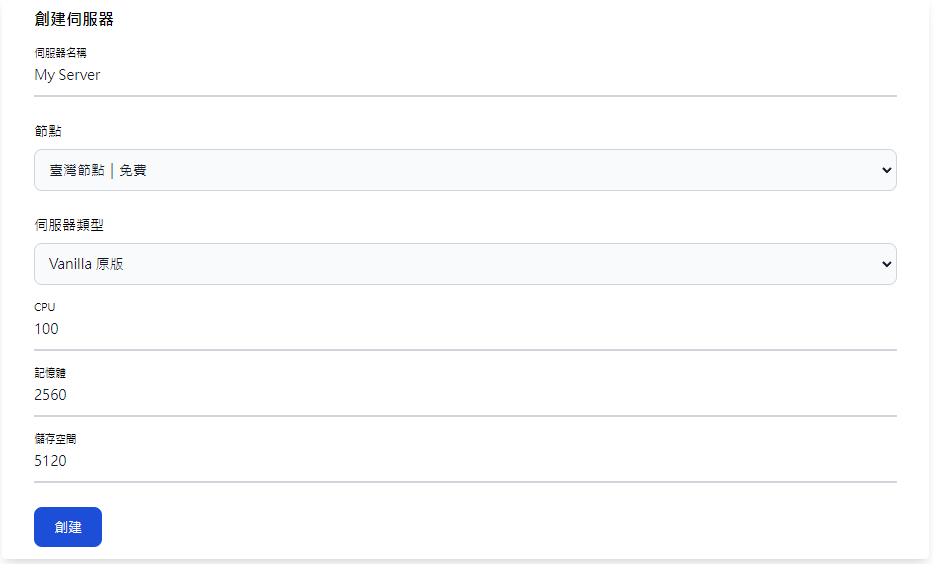 創建伺服器
伺服器名稱
My Server
節點
臺灣節點 | 免費
伺服器類型
Vanilla 原版
CPU
100
記憶體
2560
儲存空間
5120
創建